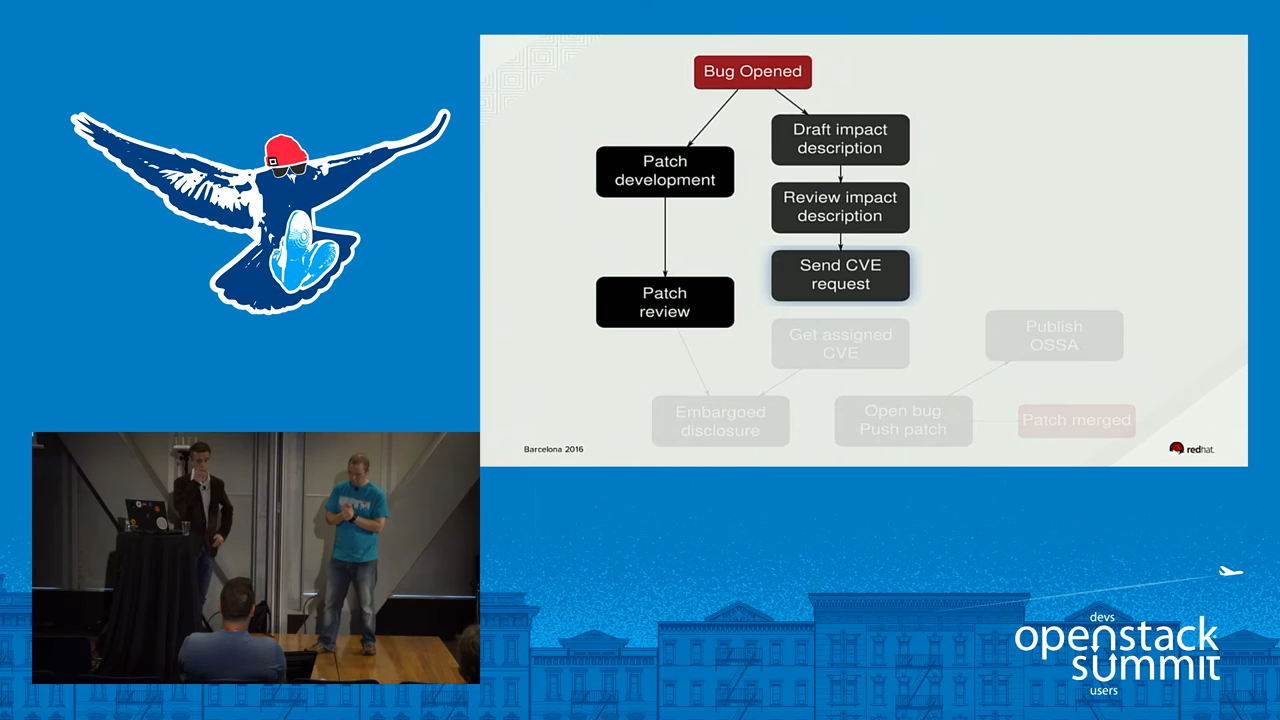 Bug Opened
Draft impact
description
Patch
development
Review impact
description
Send CVE
request
Patch
review
Get assigned
CVE
Publish
OSSA
Embargoed
disclosure
Open bug
Push patch
Patch merged
Barcelona 2016
redhat.
devs
openstack
summit
users